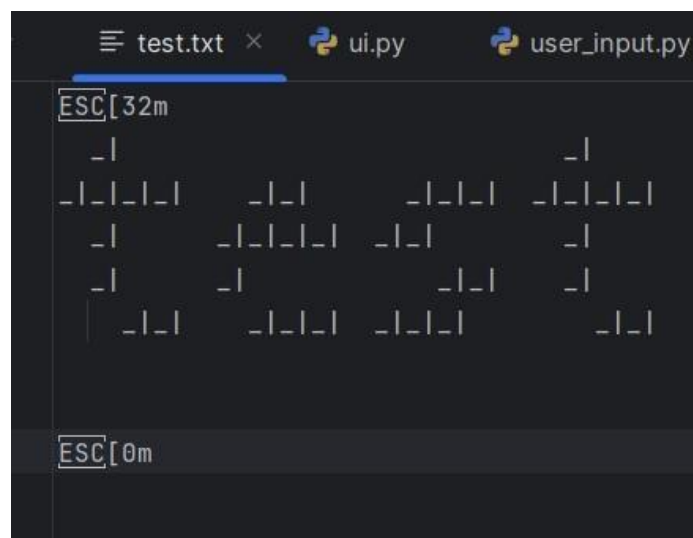 test.txt × ui.py user_input.py
ESC[32m
  _|                            _|
_|_|_|_|    _|_|      _|_|_|  _|_|_|_|
  _|      _|_|_|_|  _|_|        _|
  _|      _|            _|_|    _|
    _|_|    _|_|_|  _|_|_|        _|_|
ESC[0m